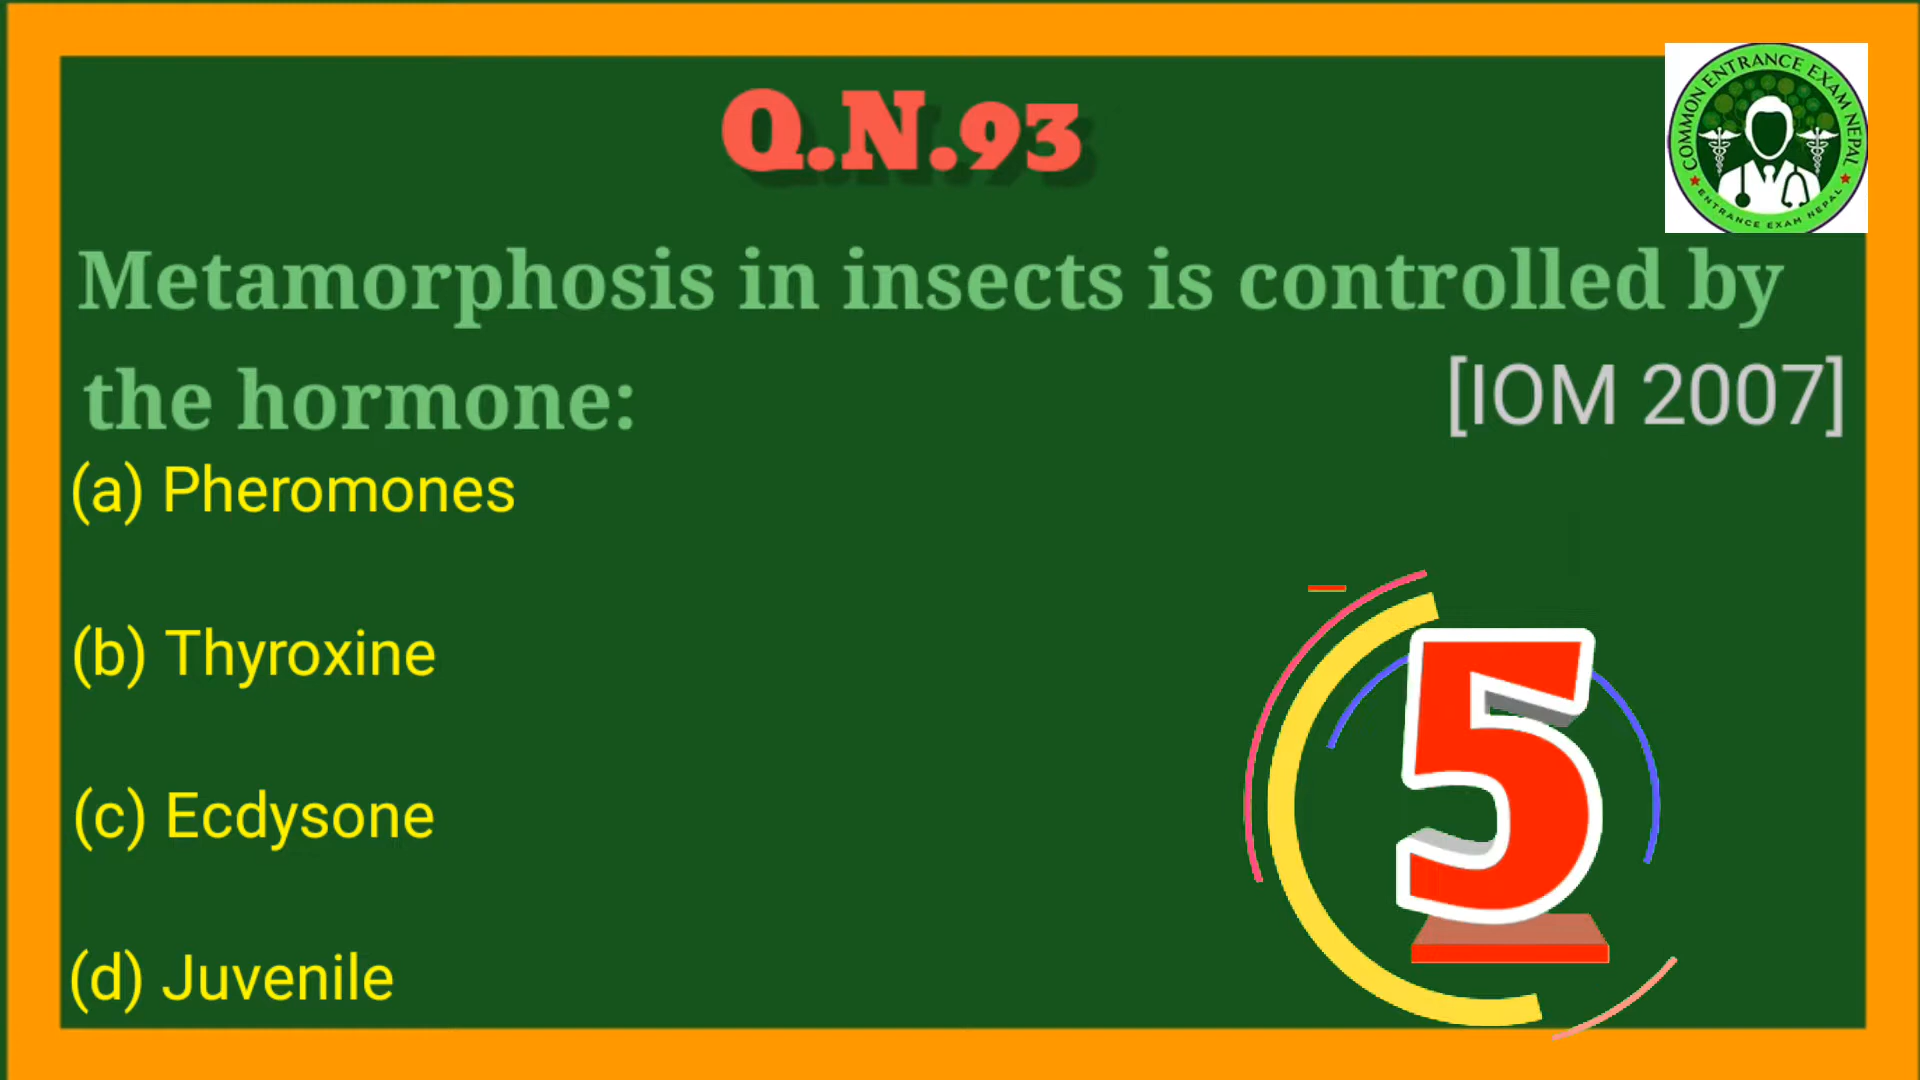 Q.N.93
COMMON ENTRANCE EXAM NEPAL
ENTRANCE EXAM NEPAL
Metamorphosis in insects is controlled by
the hormone: [IOM 2007]
(a) Pheromones
(b) Thyroxine
(c) Ecdysone
(d) Juvenile
5